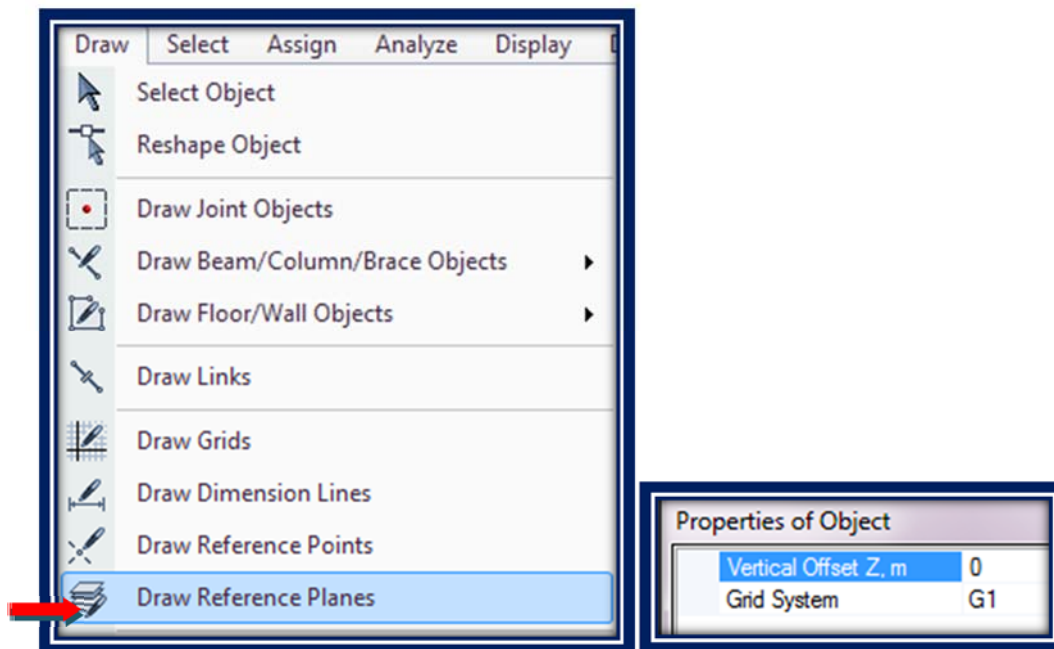 Draw Select Assign Analyze Display
Select Object
Reshape Object
Draw Joint Objects
Draw Beam/Column/Brace Objects
Draw Floor/Wall Objects
Draw Links
Draw Grids
Draw Dimension Lines
Draw Reference Points
Draw Reference Planes
Properties of Object
Vertical Offset Z, m 0
Grid System G1